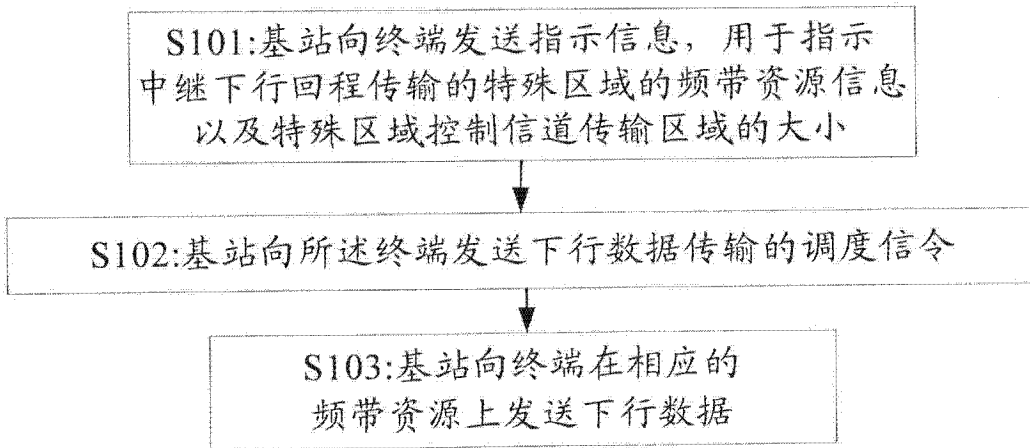 S101:基站向终端发送指示信息，用于指示
中继下行回程传输的特殊区域的频带资源信息
以及特殊区域控制信道传输区域的大小
S102:基站向所述终端发送下行数据传输的调度信令
S103:基站向终端在相应的
频带资源上发送下行数据